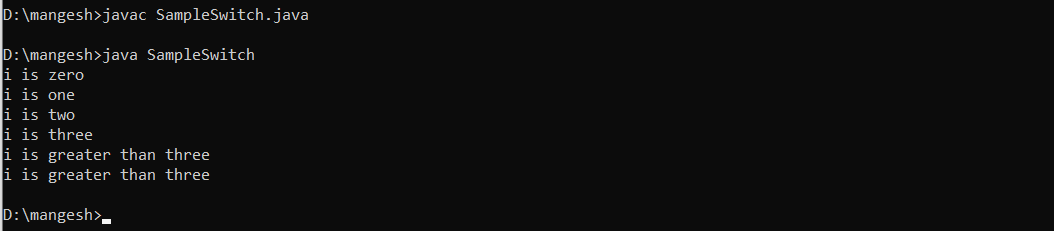 D:\mangesh>javac SampleSwitch.java
D:\mangesh>java SampleSwitch
i is zero
i is one
i is two
i is three
i is greater than three
i is greater than three
D:\mangesh>